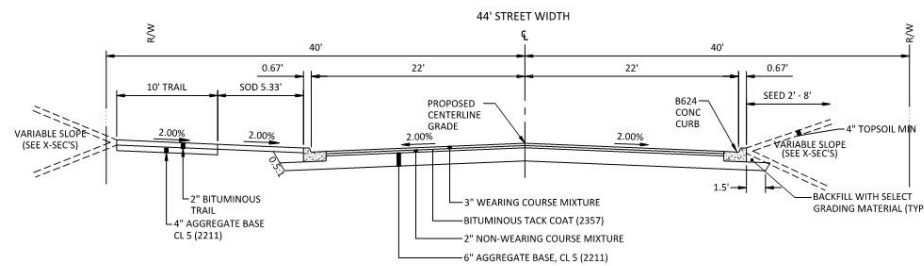 44' STREET WIDTH
R/W
℄
R/W
40'
40'
0.67'
22'
22'
0.67'
10' TRAIL
SOD 5.33'
SEED 2' - 8'
PROPOSED
CENTERLINE
GRADE
B624
CONC
CURB
4" TOPSOIL MIN
VARIABLE SLOPE
(SEE X-SEC'S)
2.00%
2.00%
2.00%
2.00%
VARIABLE SLOPE
(SEE X-SEC'S)
0.5:1
1.5'
2" BITUMINOUS
TRAIL
4" AGGREGATE BASE
CL 5 (2211)
3" WEARING COURSE MIXTURE
BITUMINOUS TACK COAT (2357)
2" NON-WEARING COURSE MIXTURE
6" AGGREGATE BASE, CL 5 (2211)
BACKFILL WITH SELECT
GRADING MATERIAL (TYP